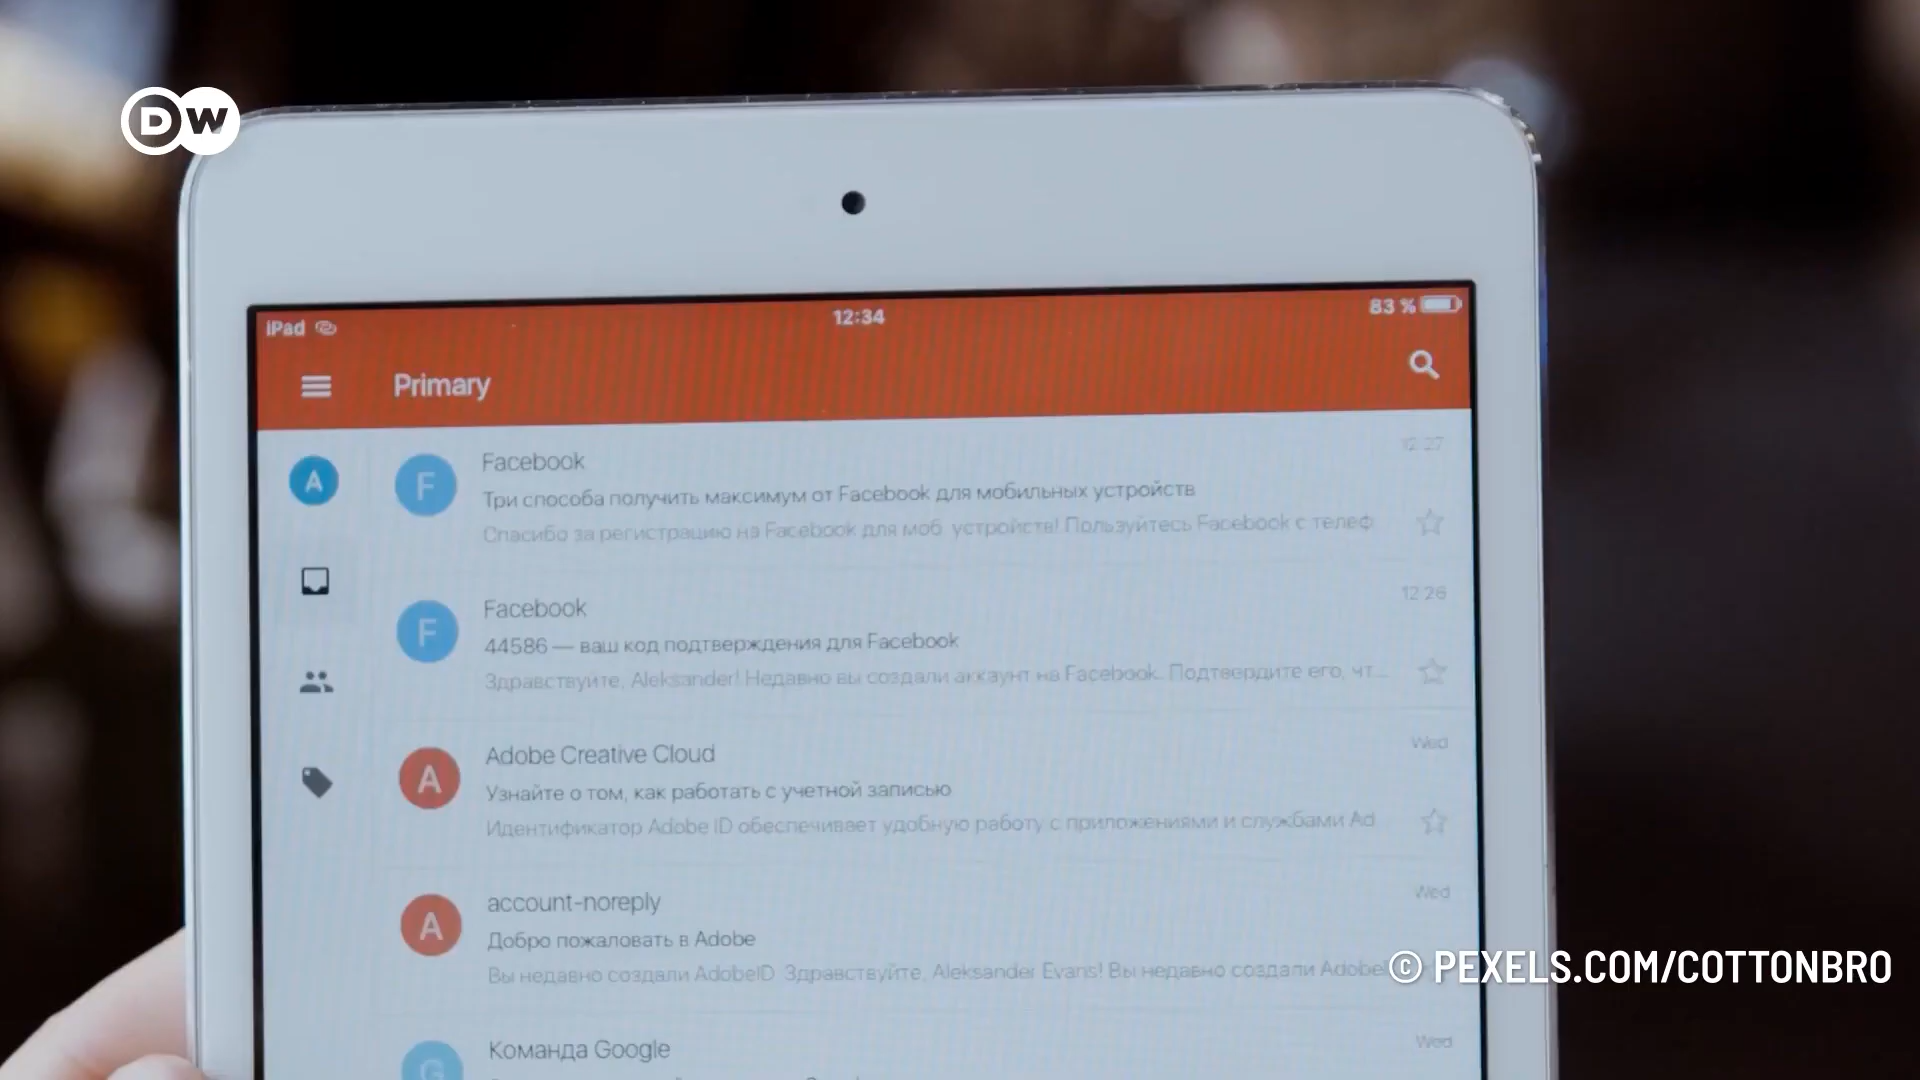 DW
iPad 12:34 83 %
Primary
A
F Facebook 12:27
Три способа получить максимум от Facebook для мобильных устройств
Спасибо за регистрацию на Facebook для моб. устройств! Пользуйтесь Facebook с телеф
F Facebook 12:26
44586 — ваш код подтверждения для Facebook
Здравствуйте, Aleksander! Недавно вы создали аккаунт на Facebook. Подтвердите его, чт...
A Adobe Creative Cloud Wed
Узнайте о том, как работать с учетной записью
Идентификатор Adobe ID обеспечивает удобную работу с приложениями и службами Ad
A account-noreply Wed
Добро пожаловать в Adobe
Вы недавно создали AdobeID Здравствуйте, Aleksander Evans! Вы недавно создали AdobeI
© PEXELS.COM/COTTONBRO
G Команда Google Wed